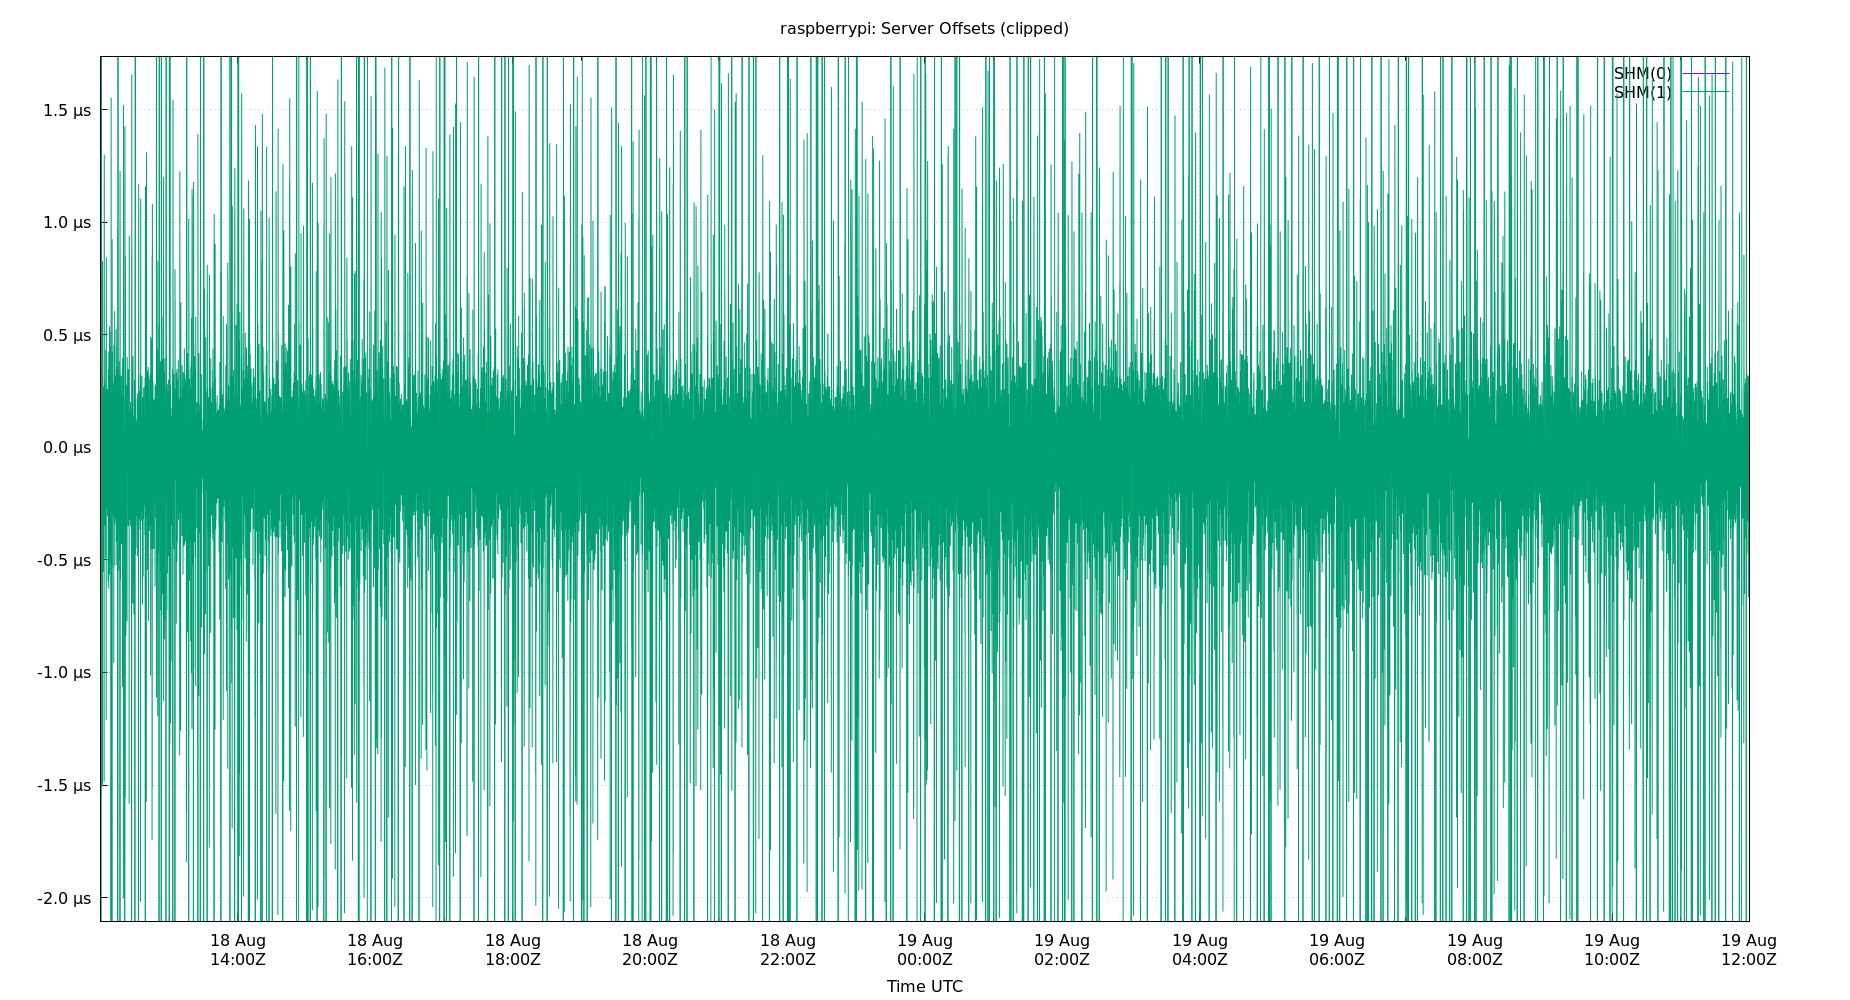 raspberrypi: Server Offsets (clipped)
SHM(0)
SHM(1)
1.5 µs
1.0 µs
0.5 µs
0.0 µs
-0.5 µs
-1.0 µs
-1.5 µs
-2.0 µs
18 Aug 18 Aug 18 Aug 18 Aug 18 Aug 19 Aug 19 Aug 19 Aug 19 Aug 19 Aug 19 Aug 19 Aug
14:00Z 16:00Z 18:00Z 20:00Z 22:00Z 00:00Z 02:00Z 04:00Z 06:00Z 08:00Z 10:00Z 12:00Z
Time UTC